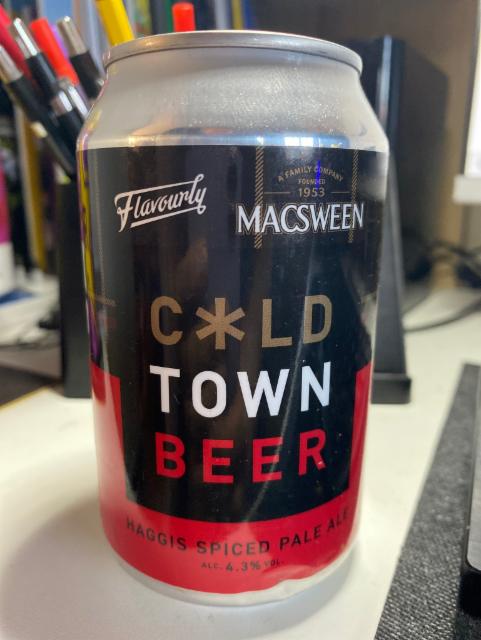 Flavourly
A FAMILY COMPANY
FOUNDED
1953
MACSWEEN
C*LD
TOWN
BEER
HAGGIS SPICED PALE ALE
ALC. 4.3% VOL.